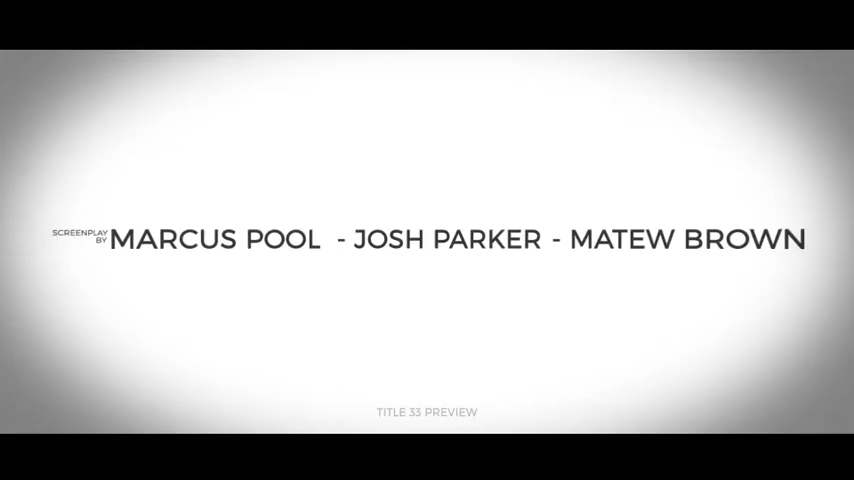 SCREENPLAY
BY
MARCUS POOL - JOSH PARKER - MATEW BROWN
TITLE 33 PREVIEW